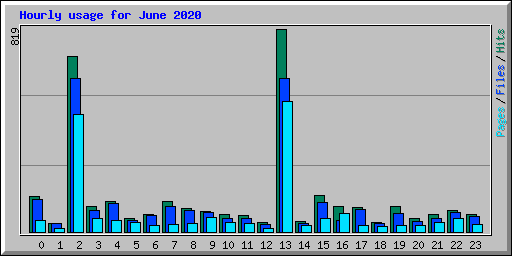 Hourly usage for June 2020
819
Pages / Files / Hits
0 1 2 3 4 5 6 7 8 9 10 11 12 13 14 15 16 17 18 19 20 21 22 23